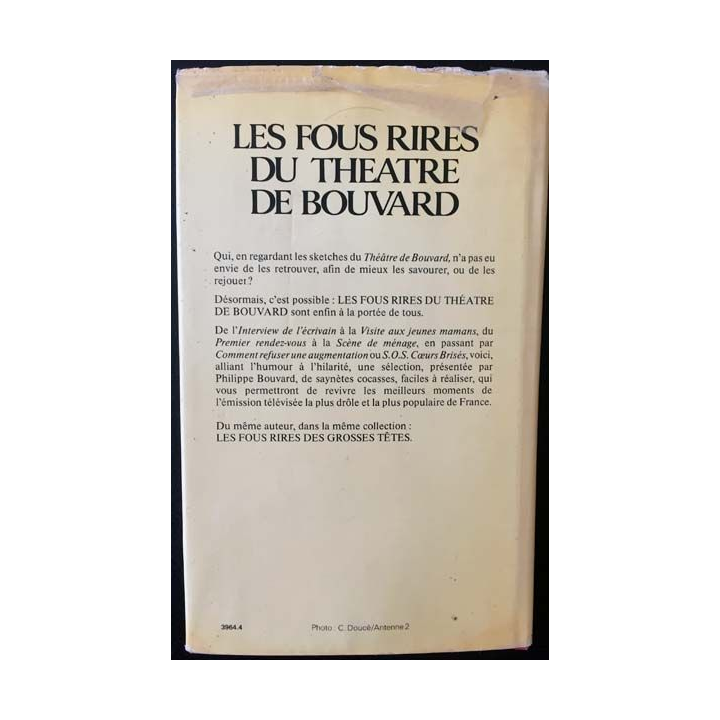 LES FOUS RIRES
DU THEATRE
DE BOUVARD
Qui, en regardant les sketches du Théâtre de Bouvard, n'a pas eu
envie de les retrouver, afin de mieux les savourer, ou de les
rejouer ?
Désormais, c'est possible : LES FOUS RIRES DU THÉATRE
DE BOUVARD sont enfin à la portée de tous.
De l'Interview de l'écrivain à la Visite aux jeunes mamans, du
Premier rendez-vous à la Scène de ménage, en passant par
Comment refuser une augmentation ou S.O.S. Cœurs Brisés, voici,
alliant l'humour à l'hilarité, une sélection, présentée par
Philippe Bouvard, de saynètes cocasses, faciles à réaliser, qui
vous permettront de revivre les meilleurs moments de
l'émission télévisée la plus drôle et la plus populaire de France.
Du même auteur, dans la même collection :
LES FOUS RIRES DES GROSSES TÊTES.
3964.4
Photo : C. Doucé/Antenne 2